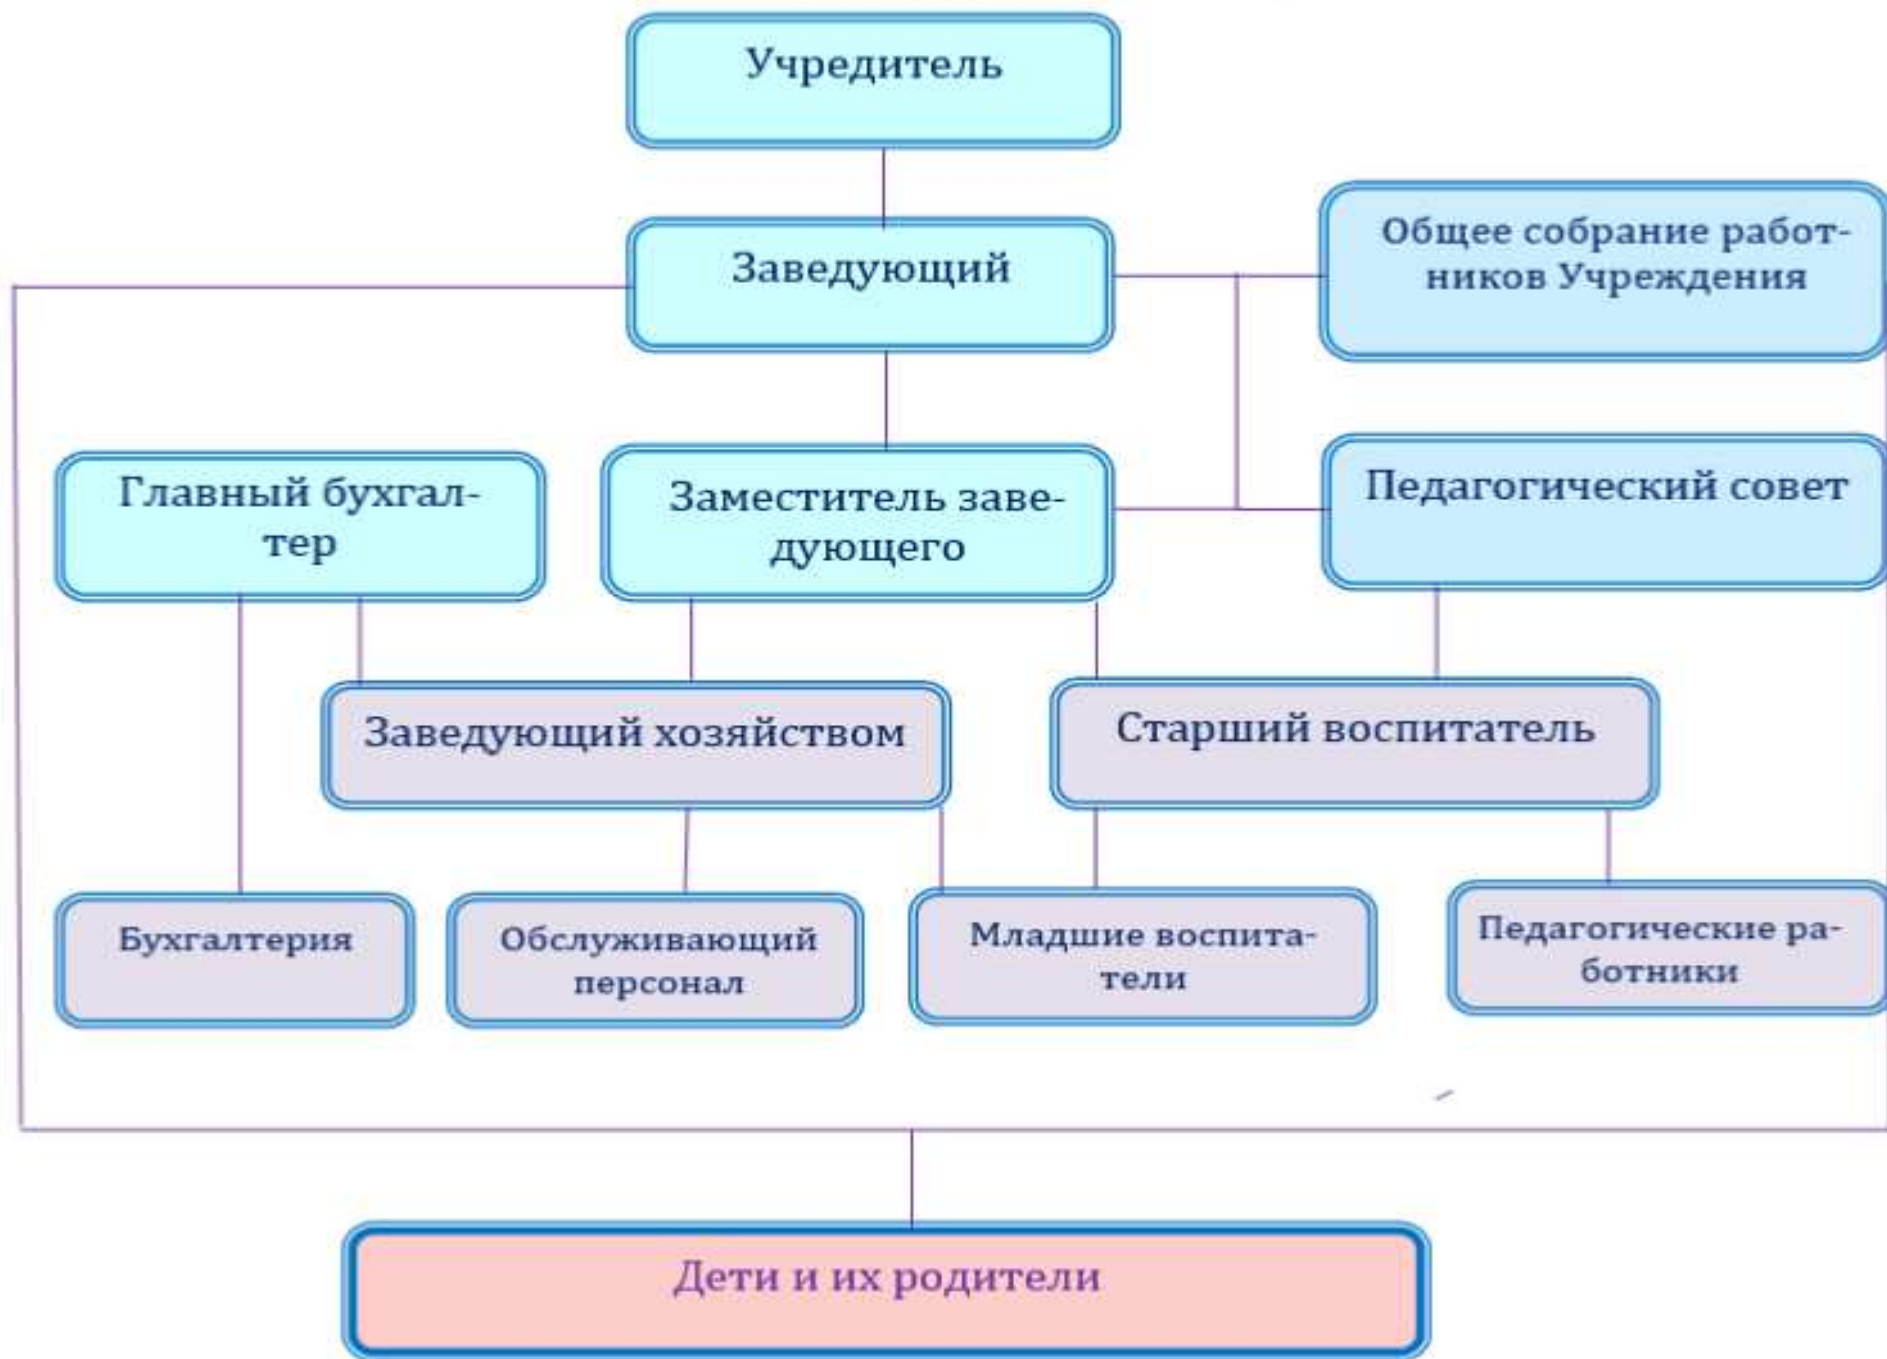 Учредитель
Заведующий
Общее собрание работ-
ников Учреждения
Главный бухгал-
тер
Заместитель заве-
дующего
Педагогический совет
Заведующий хозяйством
Старший воспитатель
Бухгалтерия
Обслуживающий
персонал
Младшие воспита-
тели
Педагогические ра-
ботники
Дети и их родители